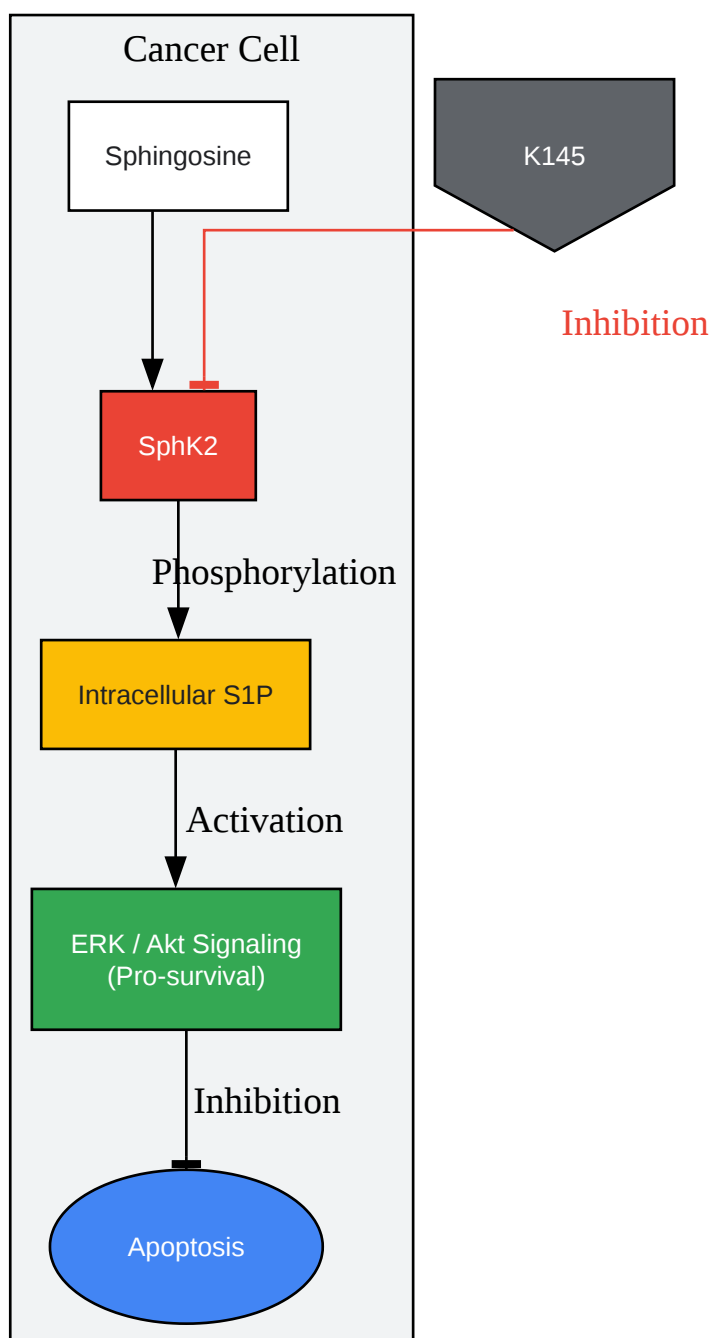 Cancer Cell
Sphingosine
K145
Inhibition
SphK2
Phosphorylation
Intracellular S1P
Activation
ERK / Akt Signaling
(Pro-survival)
Inhibition
Apoptosis